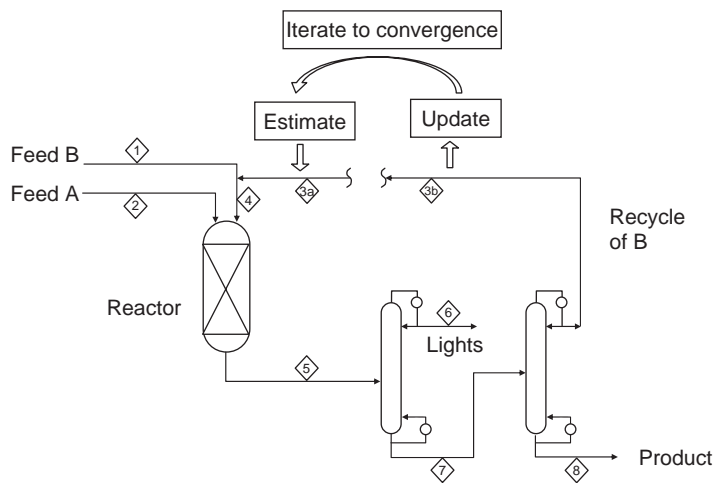 Iterate to convergence
Estimate
Update
Feed B
1
Feed A
2
4
3a
3b
Recycle
of B
Reactor
6
Lights
5
7
8
Product